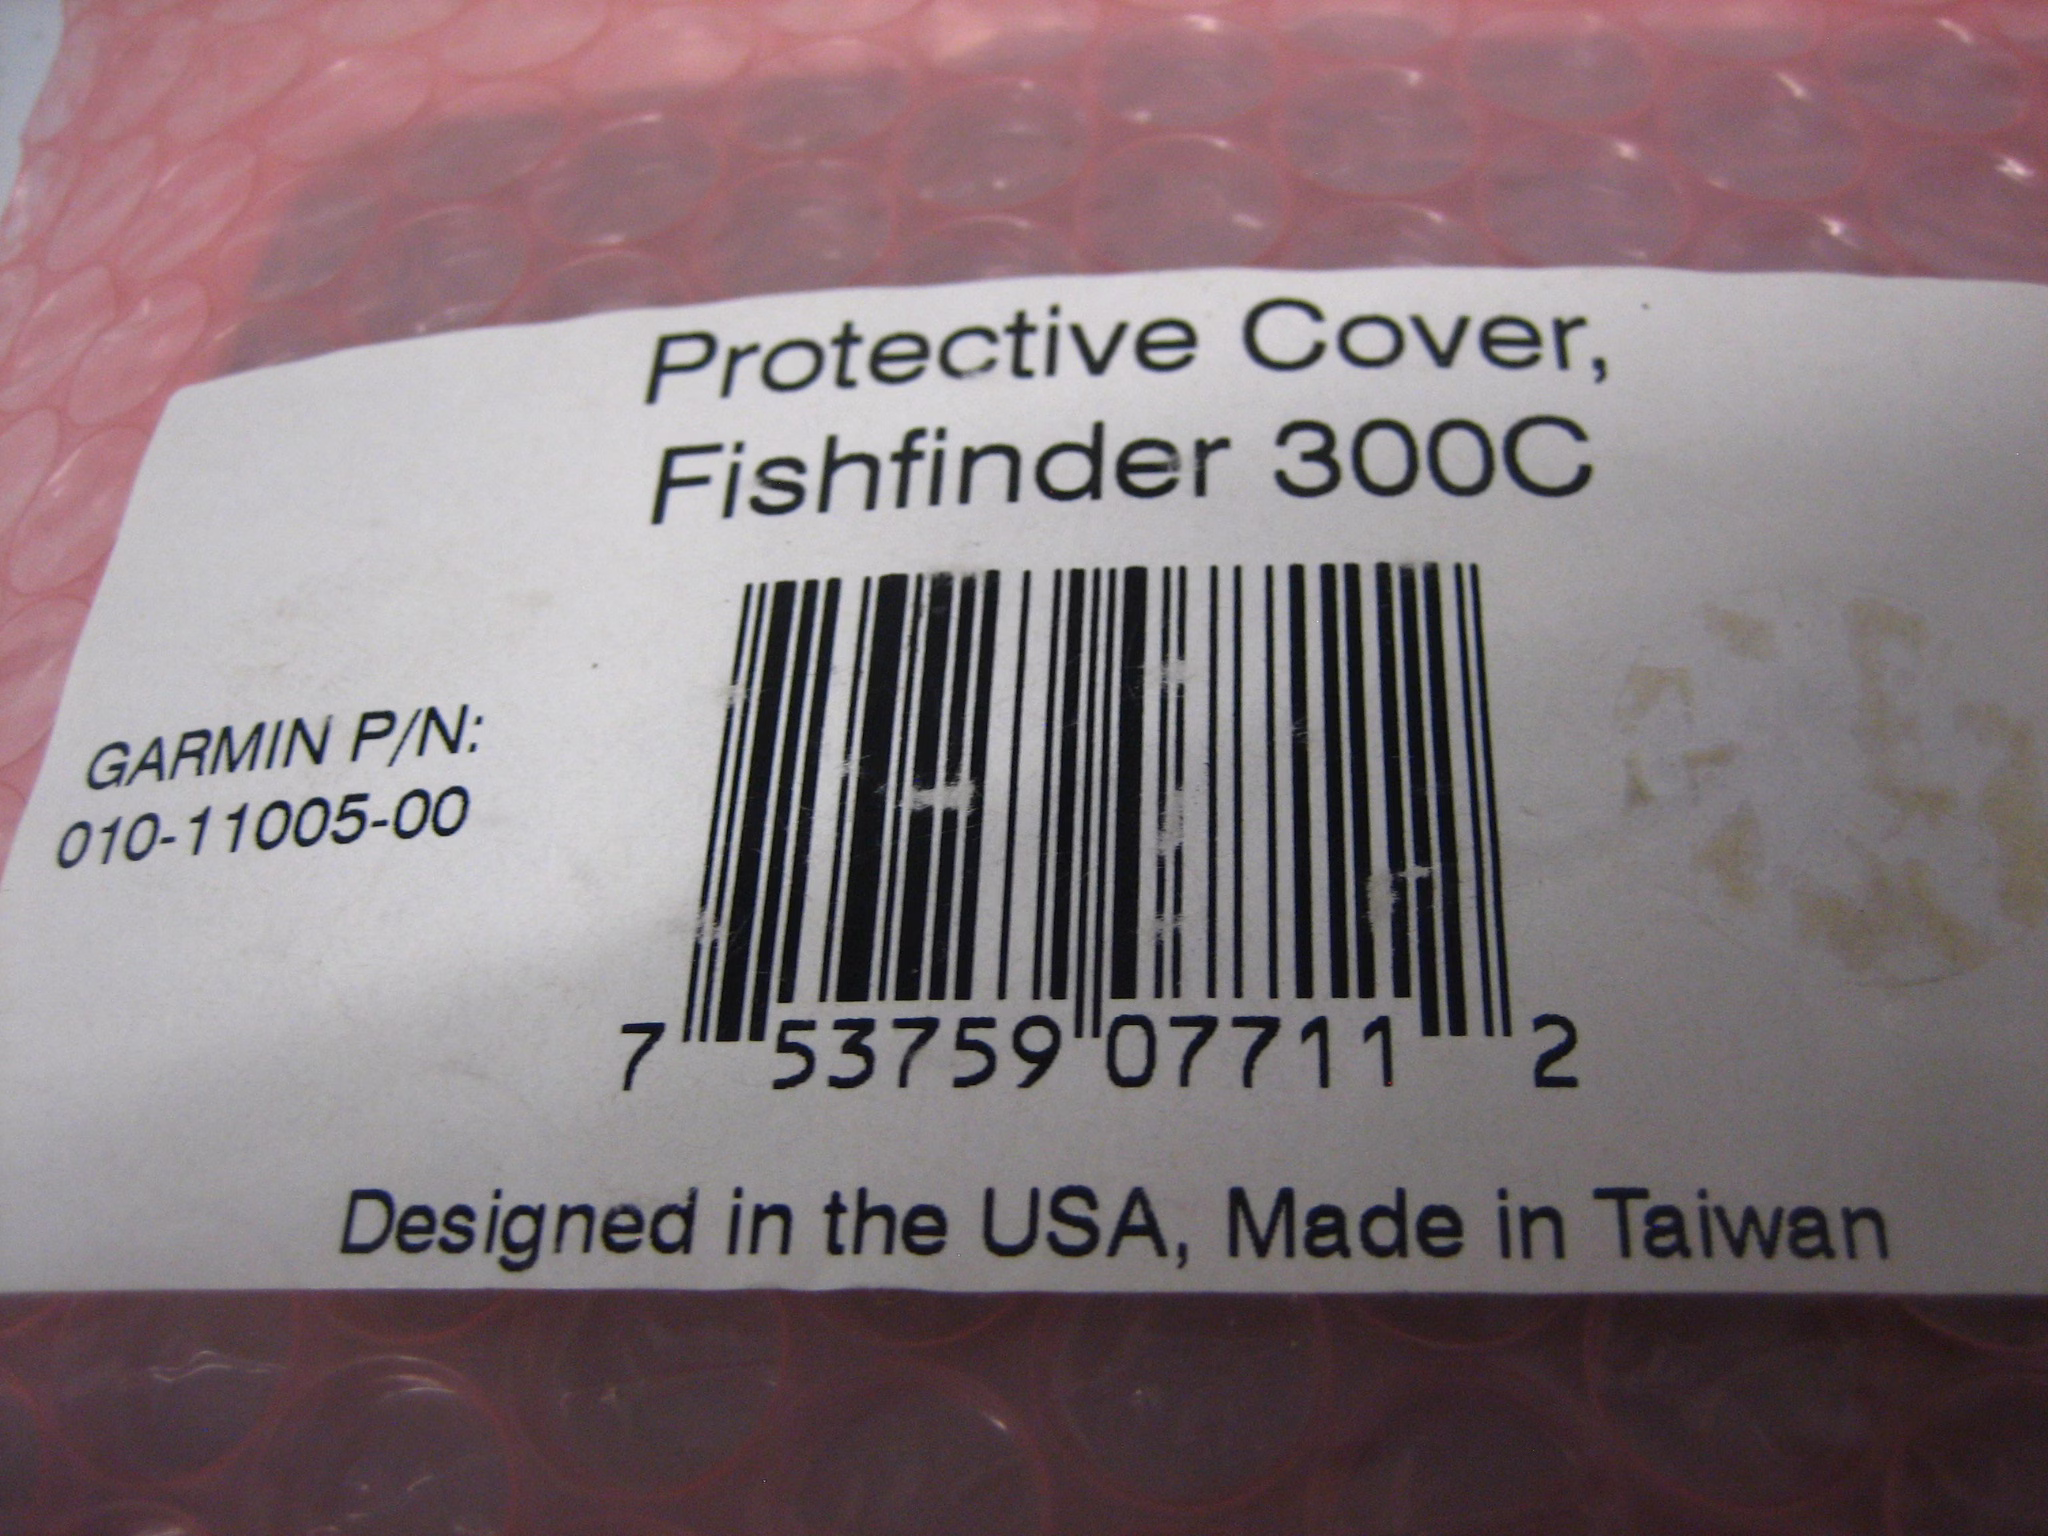 Protective Cover,
Fishfinder 300C
GARMIN P/N:
010-11005-00
7 53759 07711 2
Designed in the USA, Made in Taiwan